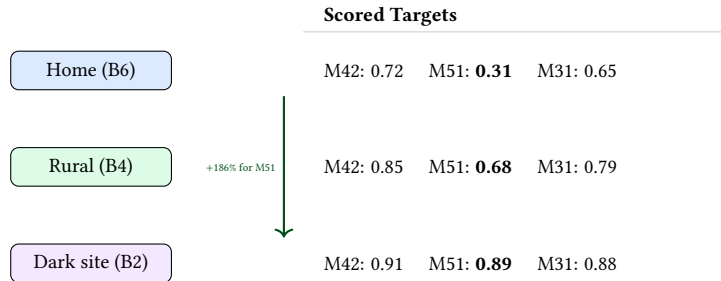 Scored Targets
Home (B6)
M42: 0.72 M51: 0.31 M31: 0.65
Rural (B4)
+186% for M51
M42: 0.85 M51: 0.68 M31: 0.79
Dark site (B2)
M42: 0.91 M51: 0.89 M31: 0.88